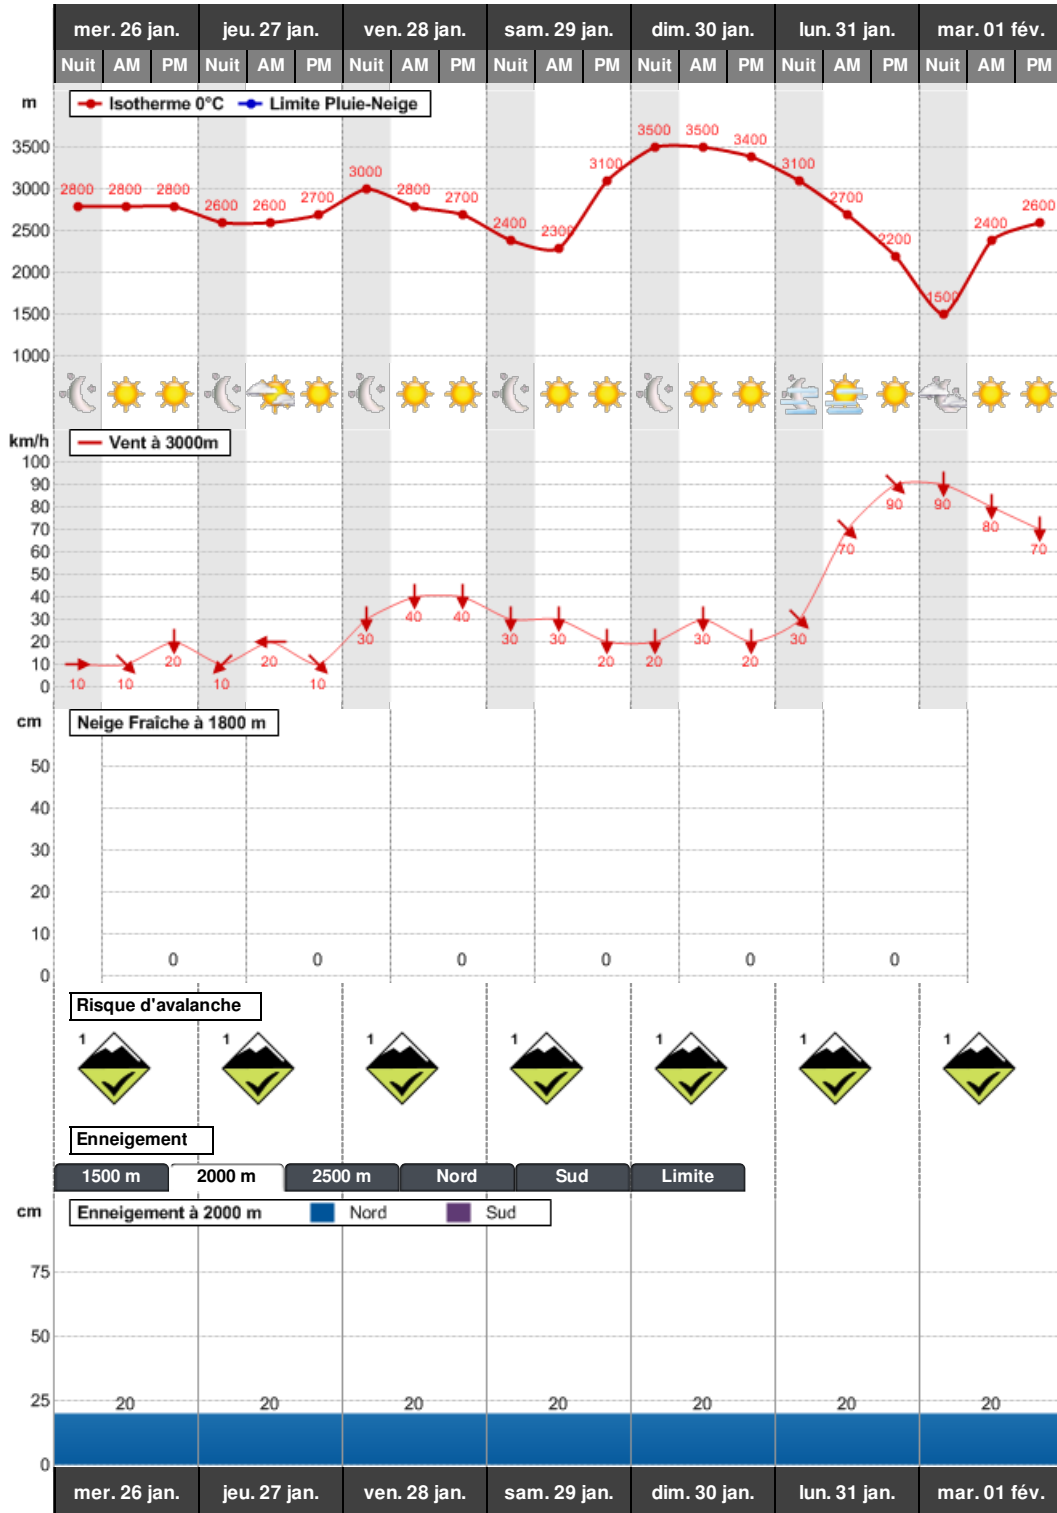 mer. 26 jan. jeu. 27 jan. ven. 28 jan. sam. 29 jan. dim. 30 jan. lun. 31 jan. mar. 01 fév.
Nuit AM PM Nuit AM PM Nuit AM PM Nuit AM PM Nuit AM PM Nuit AM PM Nuit AM PM
m Isotherme 0°C Limite Pluie-Neige
3500 3000 2500 2000 1500 1000
2800 2800 2800 2600 2600 2700 3000 2800 2700 2400 2300 3100 3500 3500 3400 3100 2700 2200 1500 2400 2600
km/h Vent à 3000m
100
90
80
70
60
50
40
30
20
10
0
10 10 20 10 20 10 30 40 40 30 30 20 20 30 20 30 70 90 90 80 70
cm Neige Fraîche à 1800 m
50
40
30
20
10
0
0 0 0 0 0 0
Risque d'avalanche
1 1 1 1 1 1 1
Enneigement
1500 m 2000 m 2500 m Nord Sud Limite
cm Enneigement à 2000 m Nord Sud
75
50
25
0
20 20 20 20 20 20 20
mer. 26 jan. jeu. 27 jan. ven. 28 jan. sam. 29 jan. dim. 30 jan. lun. 31 jan. mar. 01 fév.